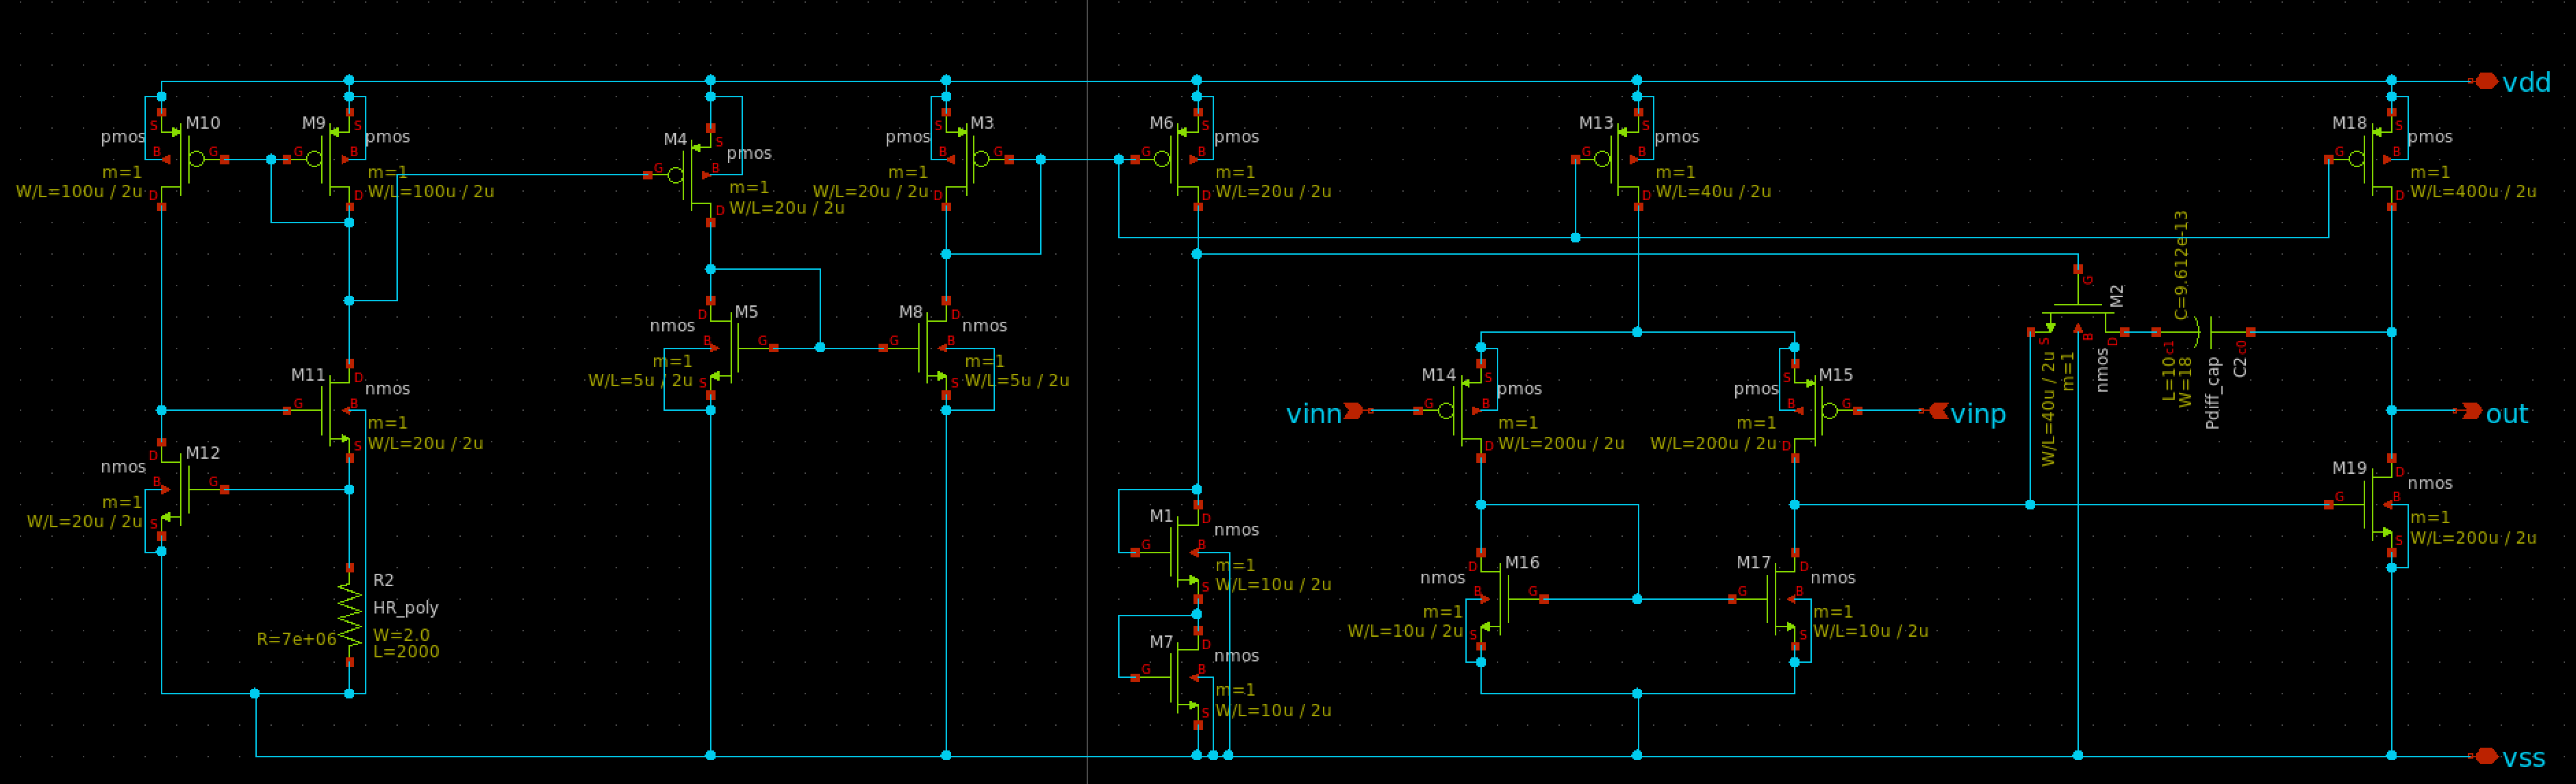 vdd
S
M10
pmos
B
G
m=1
W/L=100u / 2u
D
M9
S
pmos
G
B
m=1
W/L=100u / 2u
D
M4
S
pmos
G
B
m=1
W/L=20u / 2u
D
S
M3
pmos
B
G
m=1
W/L=20u / 2u
D
M6
S
pmos
G
B
m=1
W/L=20u / 2u
D
M13
S
pmos
G
B
m=1
W/L=40u / 2u
D
M18
S
pmos
G
B
m=1
W/L=400u / 2u
D
D
M5
nmos
B
G
m=1
W/L=5u / 2u
S
M8
D
nmos
G
B
m=1
W/L=5u / 2u
S
M11
D
nmos
G
B
m=1
W/L=20u / 2u
S
D
M12
nmos
B
G
m=1
W/L=20u / 2u
S
R2
HR_poly
R=7e+06
W=2.0
L=2000
vinn
M14
S
pmos
G
B
m=1
W/L=200u / 2u
D
S
M15
pmos
B
G
m=1
W/L=200u / 2u
D
vinp
G
M2
S
B
D
nmos
m=1
W/L=40u / 2u
C=9.612e-13
c1
L=10
W=18
Pdiff_cap
C2
c0
out
M19
D
nmos
G
B
m=1
W/L=200u / 2u
S
M1
D
nmos
G
B
m=1
W/L=10u / 2u
S
M7
D
nmos
G
B
m=1
W/L=10u / 2u
S
D
M16
nmos
B
G
m=1
W/L=10u / 2u
S
M17
D
nmos
G
B
m=1
W/L=10u / 2u
S
vss